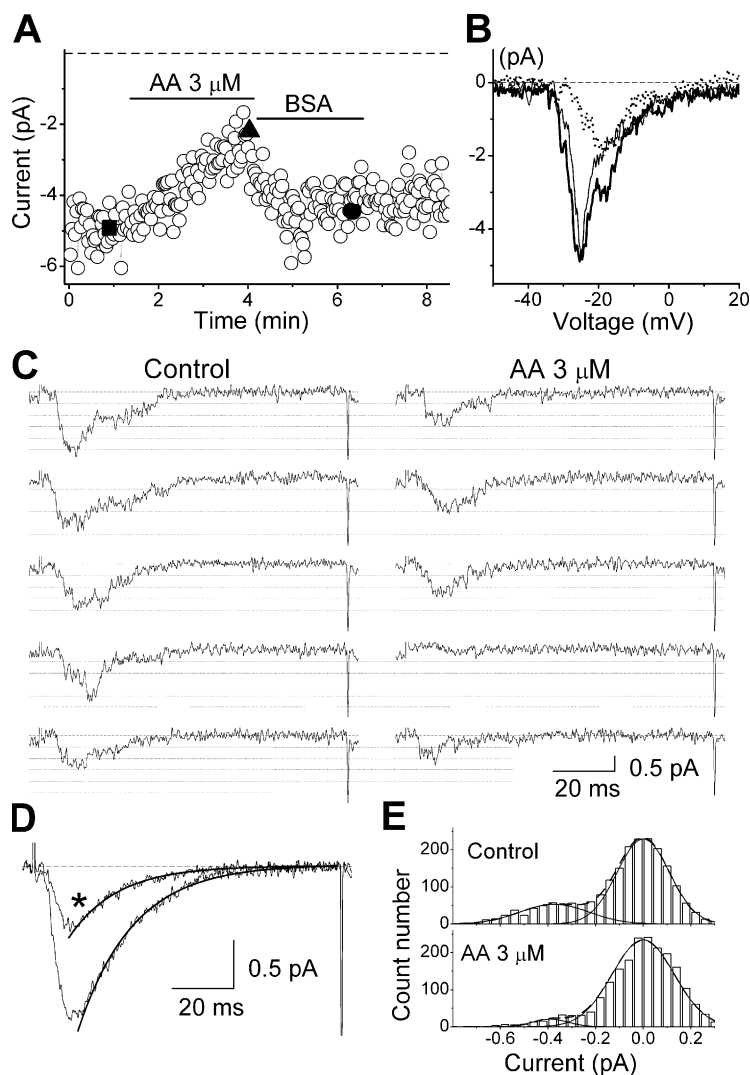 A
AA 3 µM
BSA
Current (pA)
-2
-4
-6
0
2
4
6
8
Time (min)
B
(pA)
0
-2
-4
-40
-20
0
20
Voltage (mV)
C
Control
AA 3 µM
20 ms
0.5 pA
D
*
20 ms
0.5 pA
E
Control
AA 3 µM
Count number
200
100
0
200
100
0
-0.6
-0.4
-0.2
0.0
0.2
Current (pA)